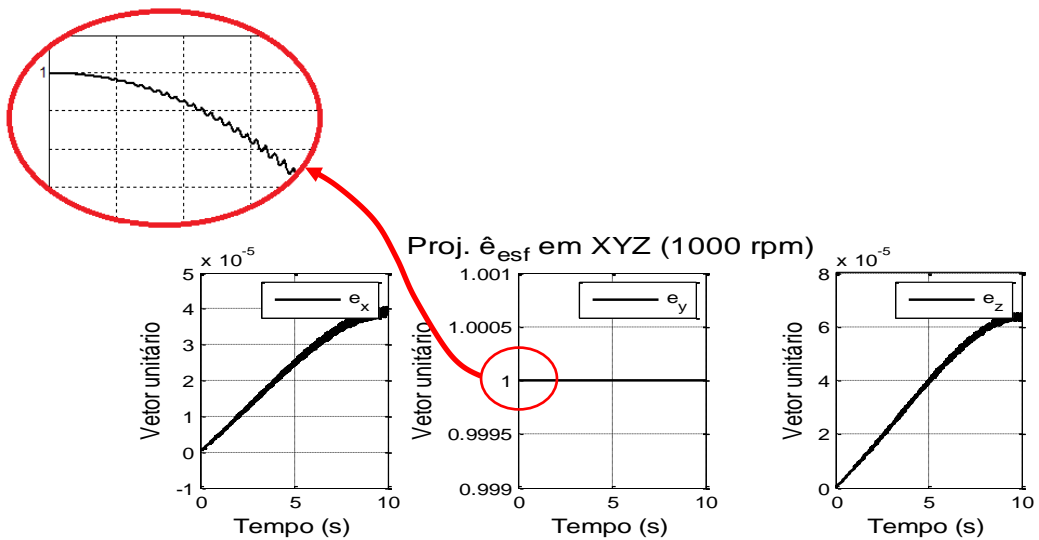 1
Proj. ê_esf em XYZ (1000 rpm)
x 10^-5
5
4
3
2
1
0
-1
e_x
Vetor unitário
0 5 10
Tempo (s)
1.001
1.0005
1
0.9995
0.999
e_y
Vetor unitário
0 5 10
Tempo (s)
x 10^-5
8
6
4
2
0
e_z
Vetor unitário
0 5 10
Tempo (s)